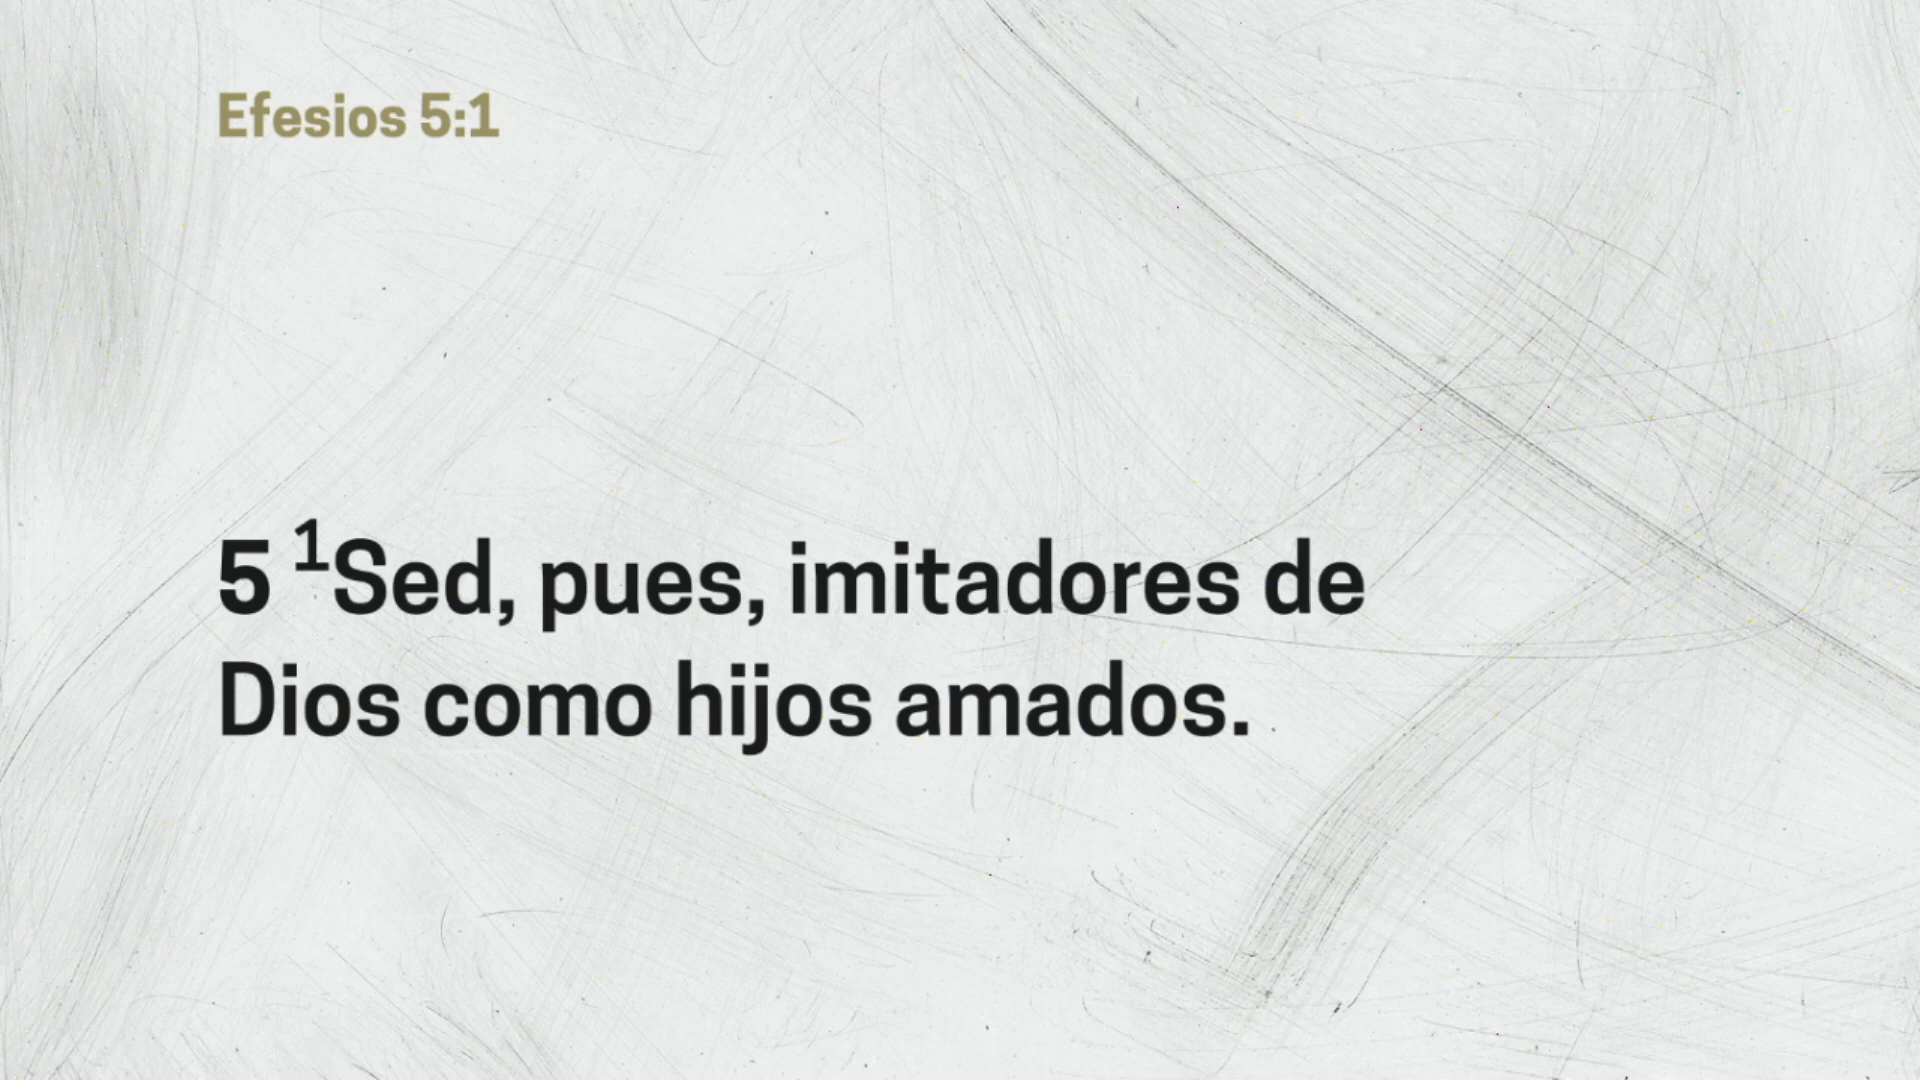 Efesios 5:1
5 ¹Sed, pues, imitadores de
Dios como hijos amados.